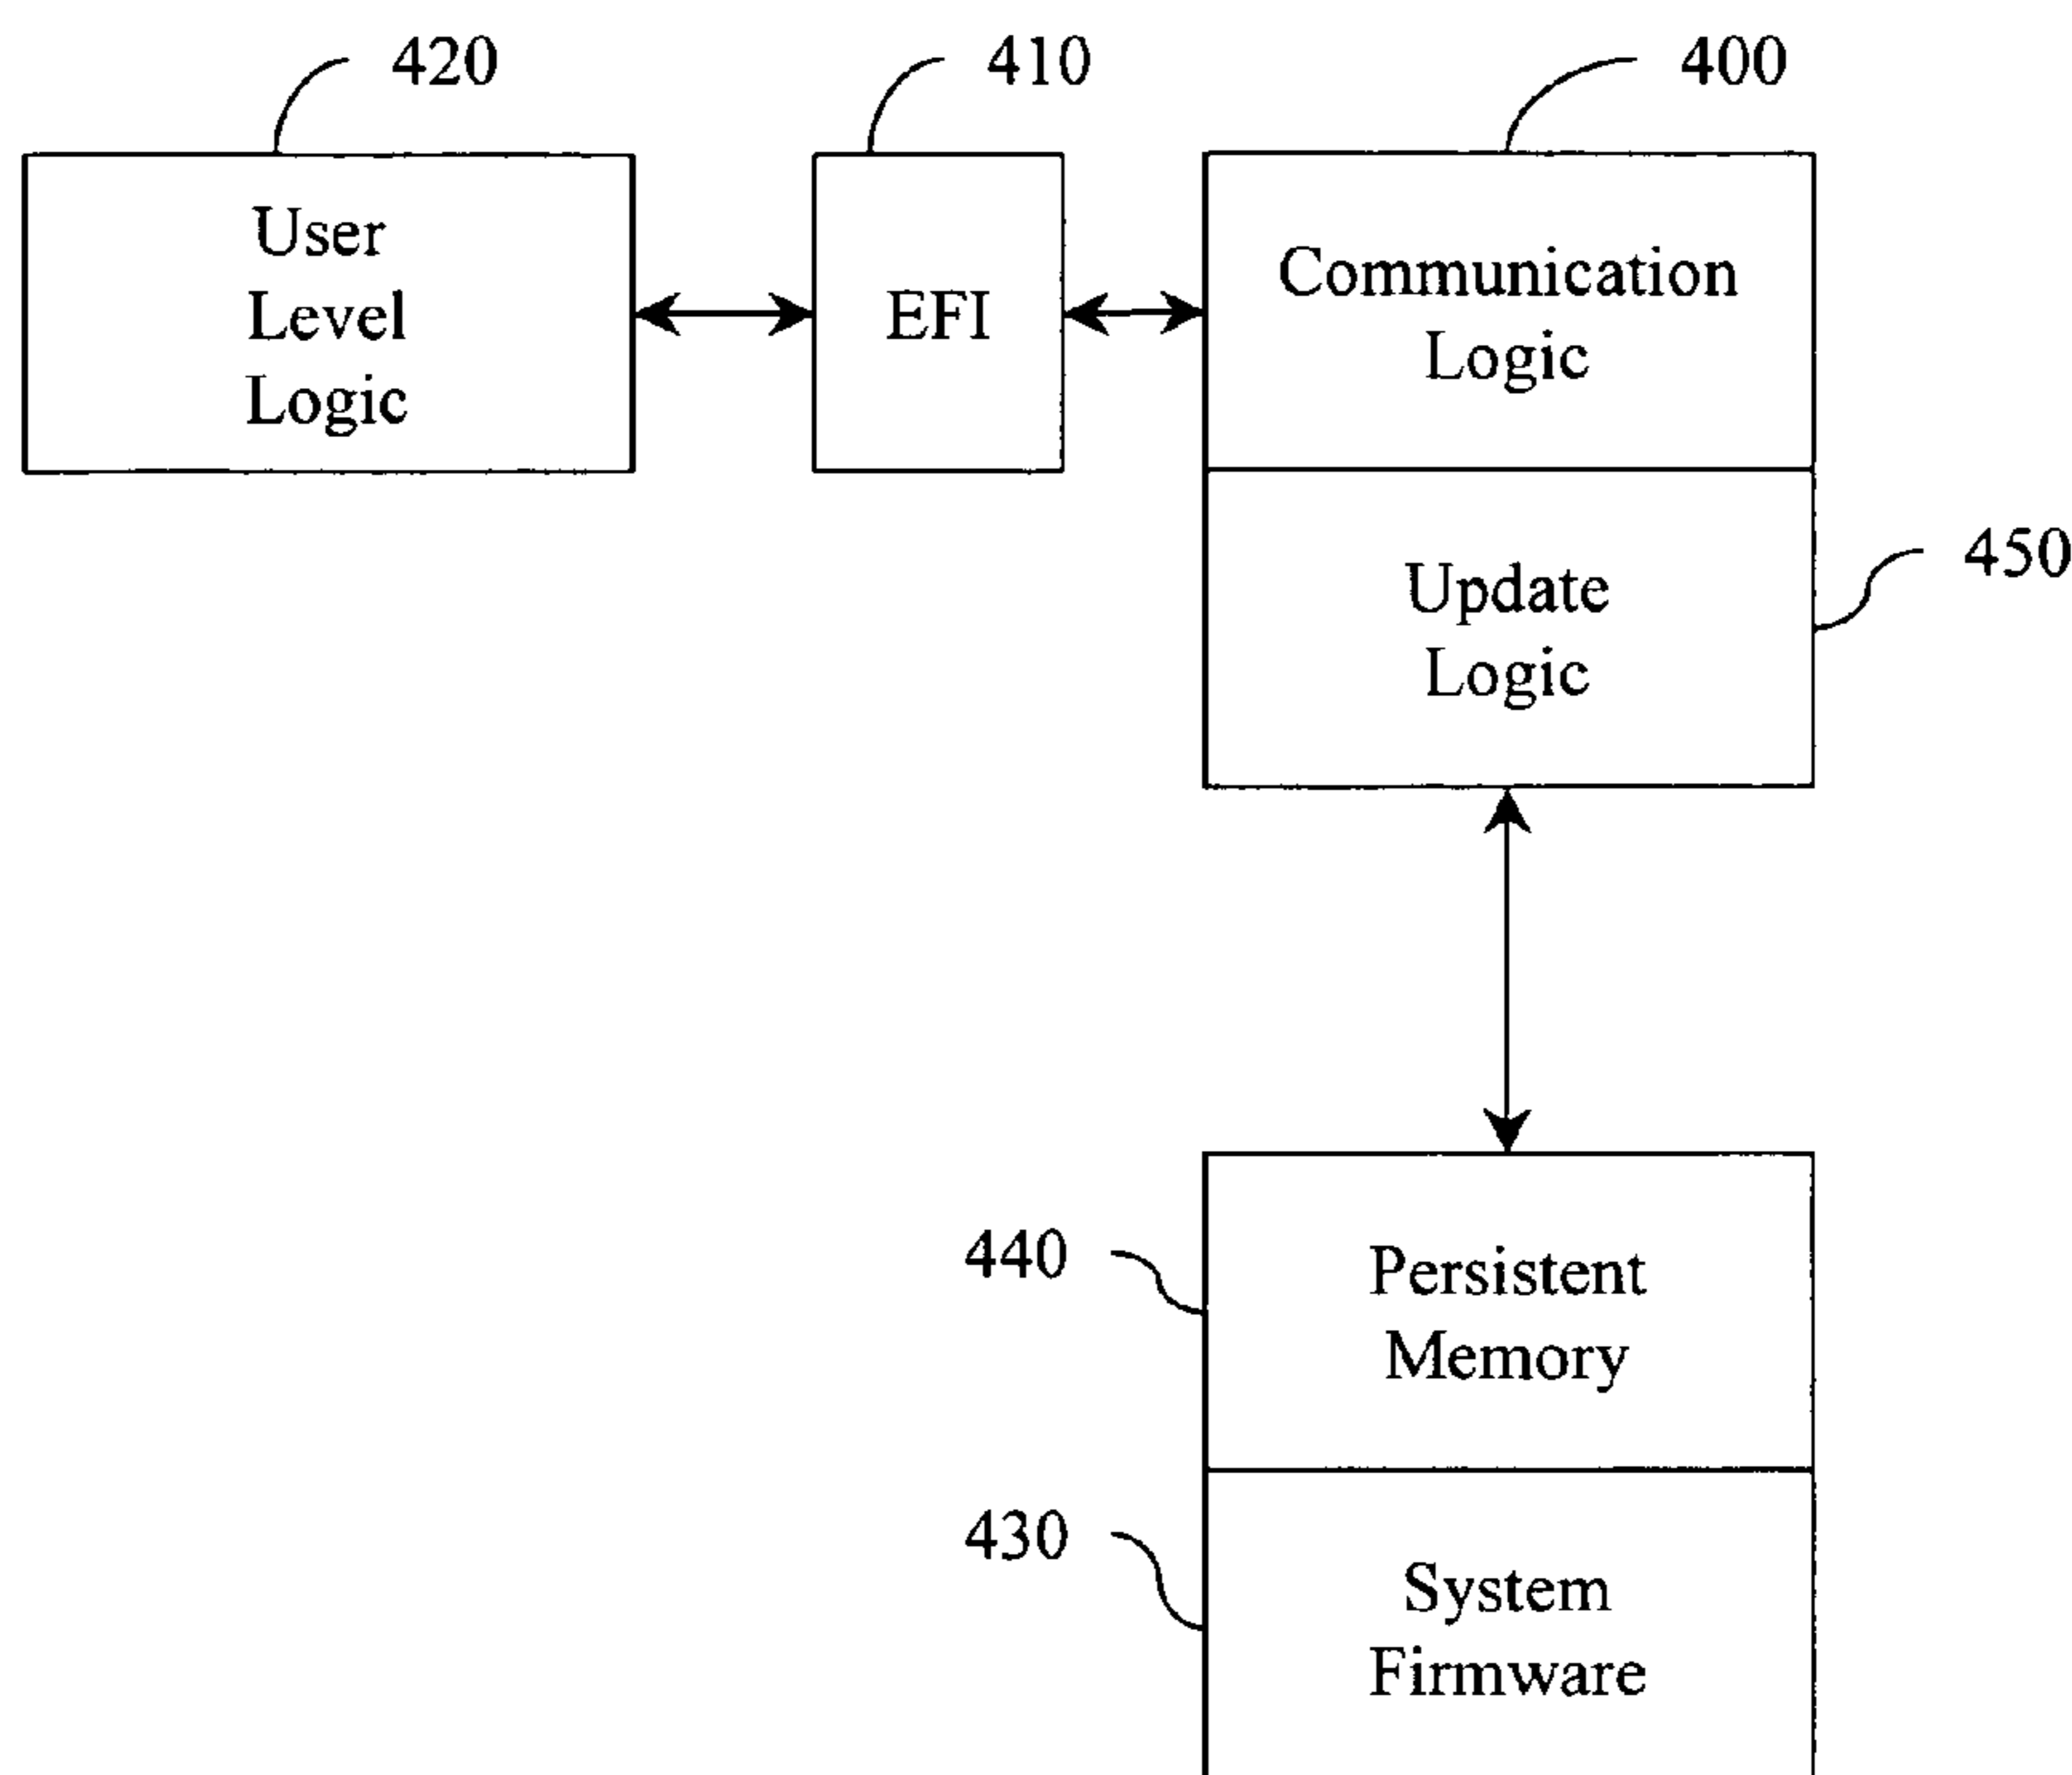 420
410
400
User
Level
Logic
EFI
Communication
Logic
Update
Logic
450
440
Persistent
Memory
430
System
Firmware